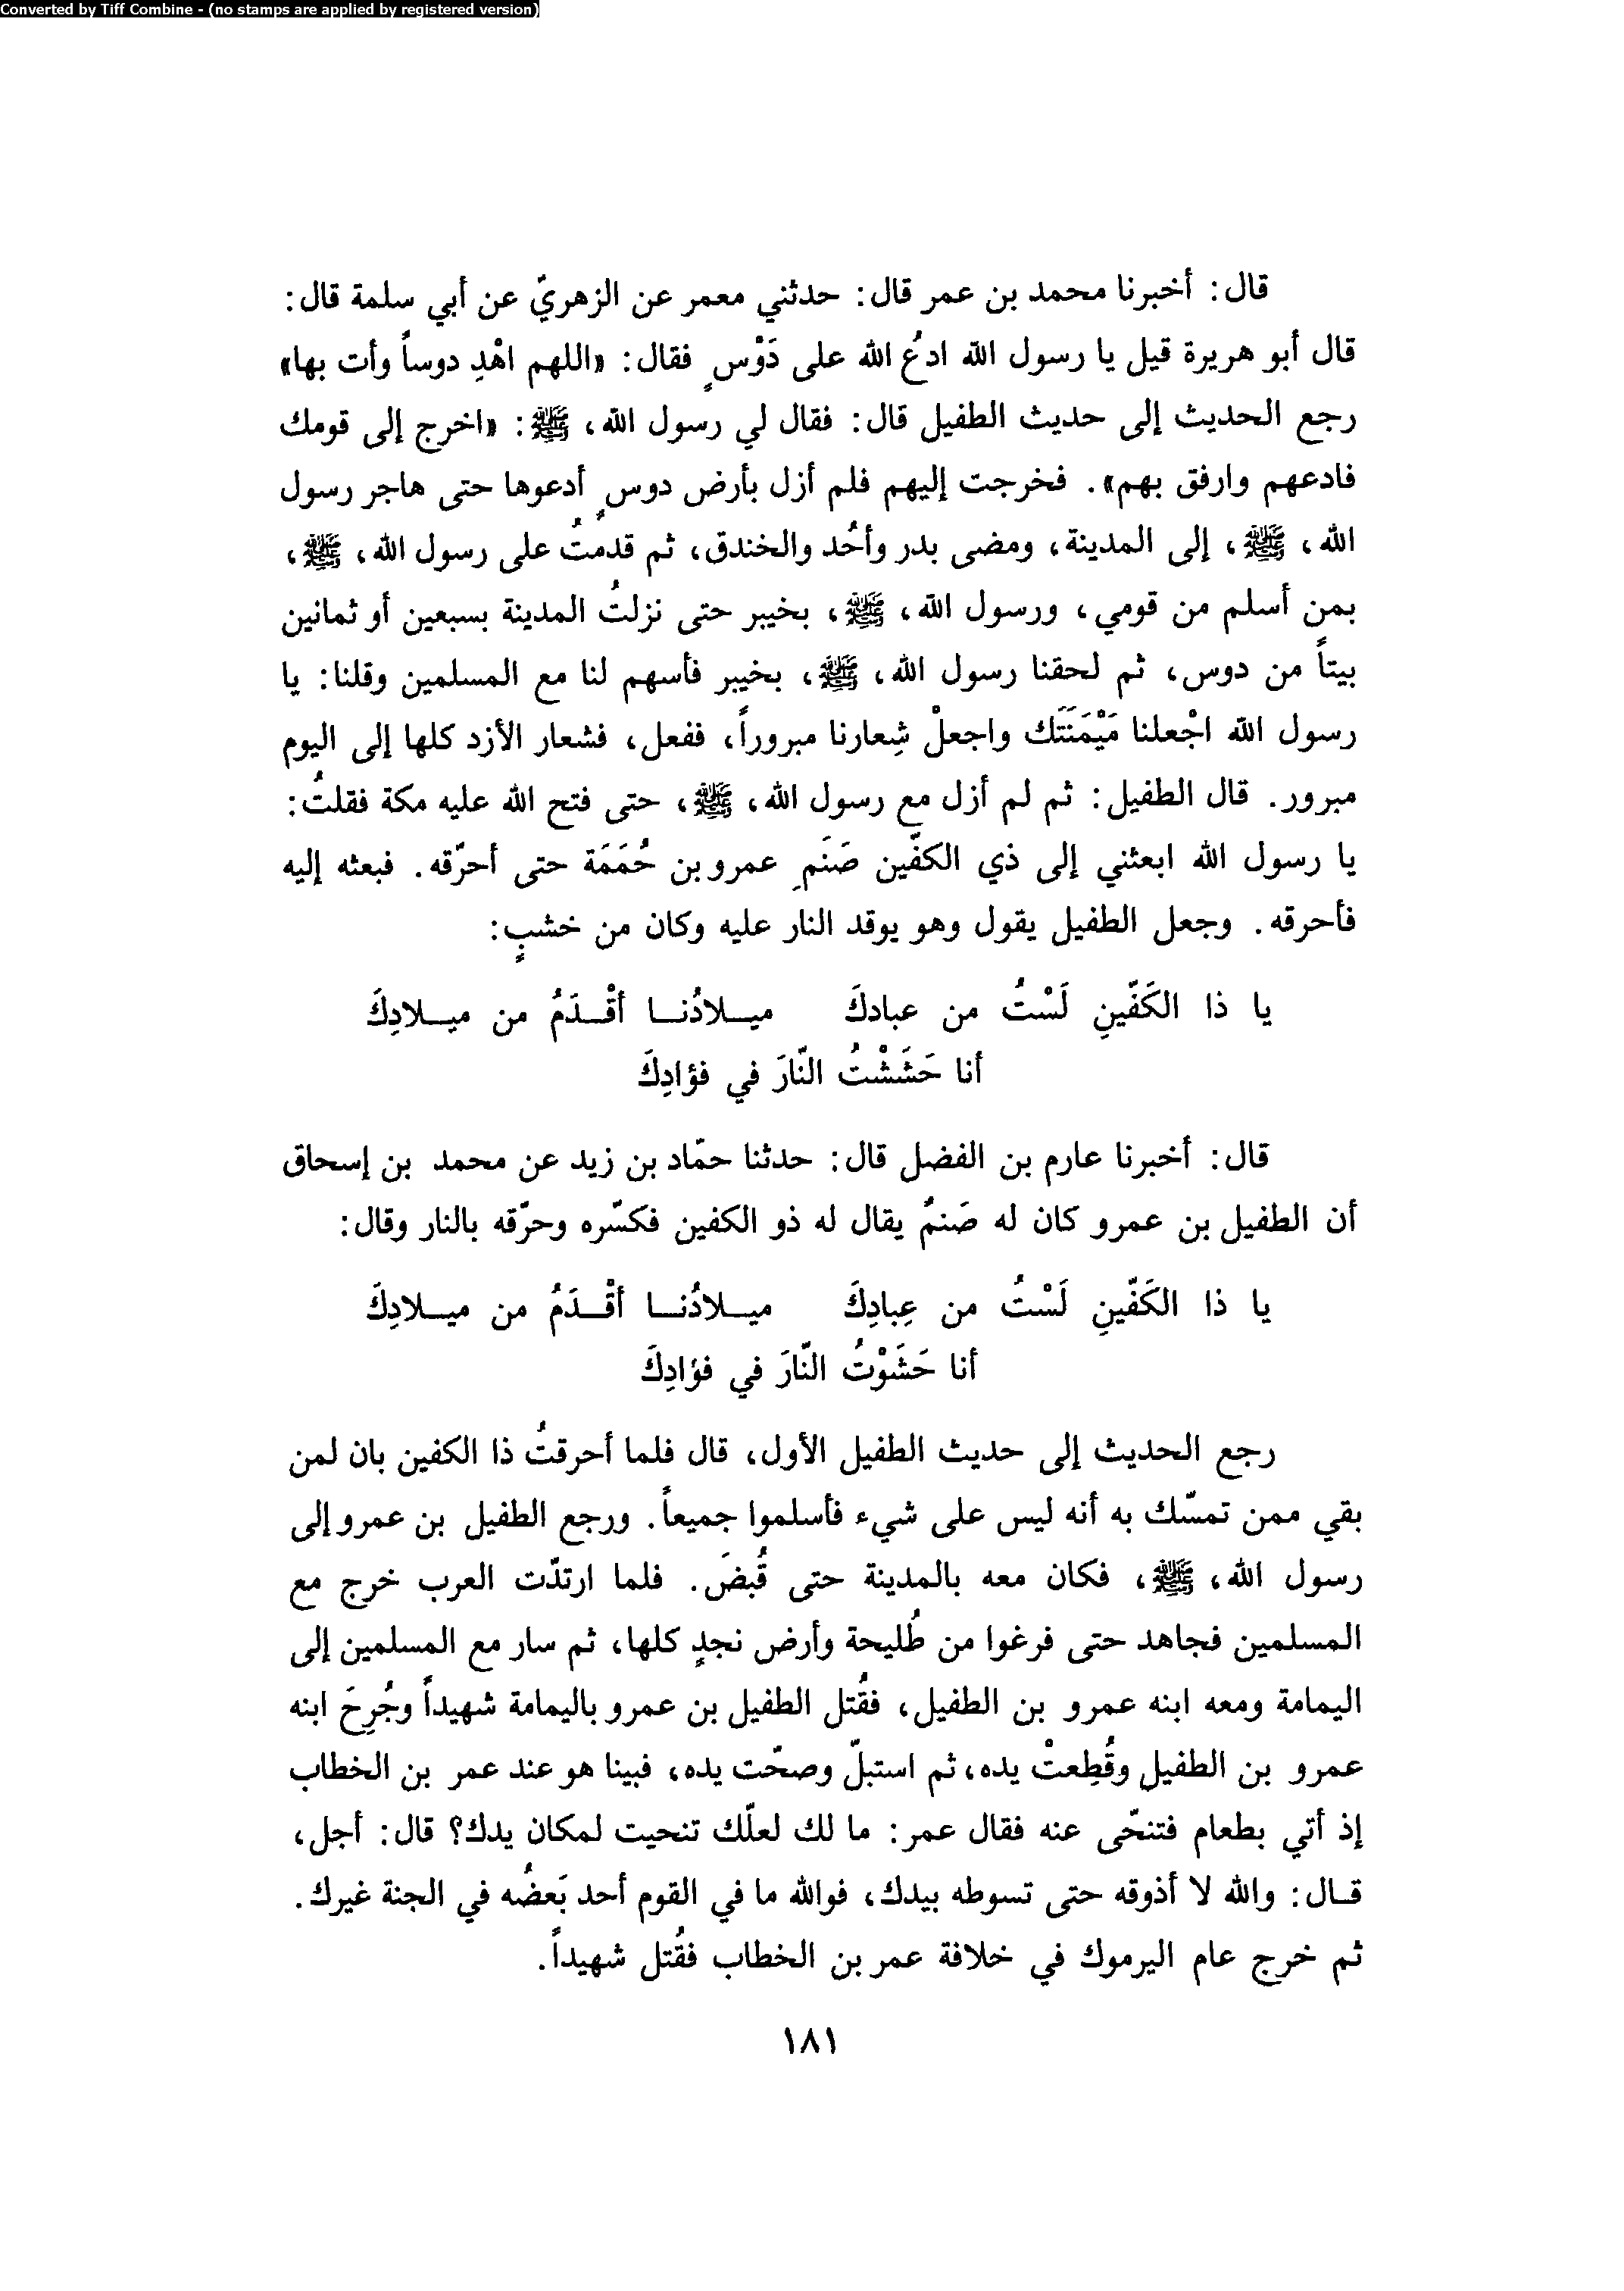 Converted by Tiff Combine - (no stamps are applied by registered version)
قال: أخبرنا محمد بن عمر قال: حدثني معمر عن الزهريّ عن أبي سلمة قال:
قال أبو هريرة قيل يا رسول الله ادعُ الله على دَوْسٍ فقال: «اللهم اهْدِ دوساً وأت بها»
رجع الحديث إلى حديث الطفيل قال: فقال لي رسول الله، ﷺ: «اخرج إلى قومك
فادعهم وارفق بهم». فخرجت إليهم فلم أزل بأرض دوسٍ أدعوها حتى هاجر رسول
الله، ﷺ، إلى المدينة، ومضى بدر وأُحُد والخندق، ثم قدمتُ على رسول الله، ﷺ،
بمن أسلم من قومي، ورسول الله، ﷺ، بخيبر حتى نزلتُ المدينة بسبعين أو ثمانين
بيتاً من دوس، ثم لحقنا رسول الله، ﷺ، بخيبر فأسهم لنا مع المسلمين وقلنا: يا
رسول الله اجْعلنا مَيْمَنَتَك واجعلْ شِعارنا مبروراً، ففعل، فشعار الأزد كلها إلى اليوم
مبرور. قال الطفيل: ثم لم أزل مع رسول الله، ﷺ، حتى فتح الله عليه مكة فقلتُ:
يا رسول الله ابعثني إلى ذي الكفّين صَنَمِ عمرو بن حُمَمَة حتى أحرّقه. فبعثه إليه
فأحرقه. وجعل الطفيل يقول وهو يوقد النار عليه وكان من خشبٍ:
يا ذا الكَفّينِ لَسْتُ من عبادكَ ميلادُنا أقْدَمُ من ميلادِكَ
أنا حَشَشْتُ النّارَ في فؤادِكَ
قال: أخبرنا عارم بن الفضل قال: حدثنا حمّاد بن زيد عن محمد بن إسحاق
أن الطفيل بن عمرو كان له صَنمٌ يقال له ذو الكفين فكسّره وحرّقه بالنار وقال:
يا ذا الكَفّينِ لَسْتُ من عِبادِكَ ميلادُنا أقْدَمُ من ميلادِكَ
أنا حَشَوْتُ النّارَ في فؤادِكَ
رجع الحديث إلى حديث الطفيل الأول، قال فلما أحرقتُ ذا الكفين بان لمن
بقي ممن تمسّك به أنه ليس على شيء فأسلموا جميعاً. ورجع الطفيل بن عمرو إلى
رسول الله، ﷺ، فكان معه بالمدينة حتى قُبضَ. فلما ارتدّت العرب خرج مع
المسلمين فجاهد حتى فرغوا من طُليحة وأرض نجدٍ كلها، ثم سار مع المسلمين إلى
اليمامة ومعه ابنه عمرو بن الطفيل، فقُتل الطفيل بن عمرو باليمامة شهيداً وجُرِحَ ابنه
عمرو بن الطفيل وقُطِعتْ يده، ثم استبلّ وصحّت يده، فبينا هو عند عمر بن الخطاب
إذ أتي بطعام فتنحّى عنه فقال عمر: ما لك لعلّك تنحيت لمكان يدك؟ قال: أجل،
قال: والله لا أذوقه حتى تسوطه بيدك، فوالله ما في القوم أحد بَعضُه في الجنة غيرك.
ثم خرج عام اليرموك في خلافة عمر بن الخطاب فقُتل شهيداً.
١٨١